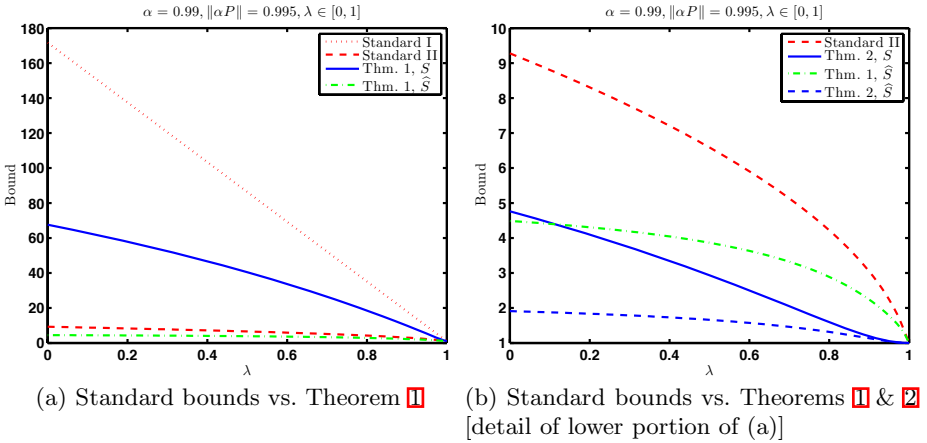 α = 0.99, ‖αP‖ = 0.995, λ ∈ [0, 1]
180
160
140
120
100
80
60
40
20
0
Bound
0
0.2
0.4
0.6
0.8
1
λ
Standard I
Standard II
Thm. 1, S
Thm. 1, Ŝ
(a) Standard bounds vs. Theorem 1
α = 0.99, ‖αP‖ = 0.995, λ ∈ [0, 1]
10
9
8
7
6
5
4
3
2
1
Bound
0
0.2
0.4
0.6
0.8
1
λ
Standard II
Thm. 2, S
Thm. 1, Ŝ
Thm. 2, Ŝ
(b) Standard bounds vs. Theorems 1 & 2
[detail of lower portion of (a)]